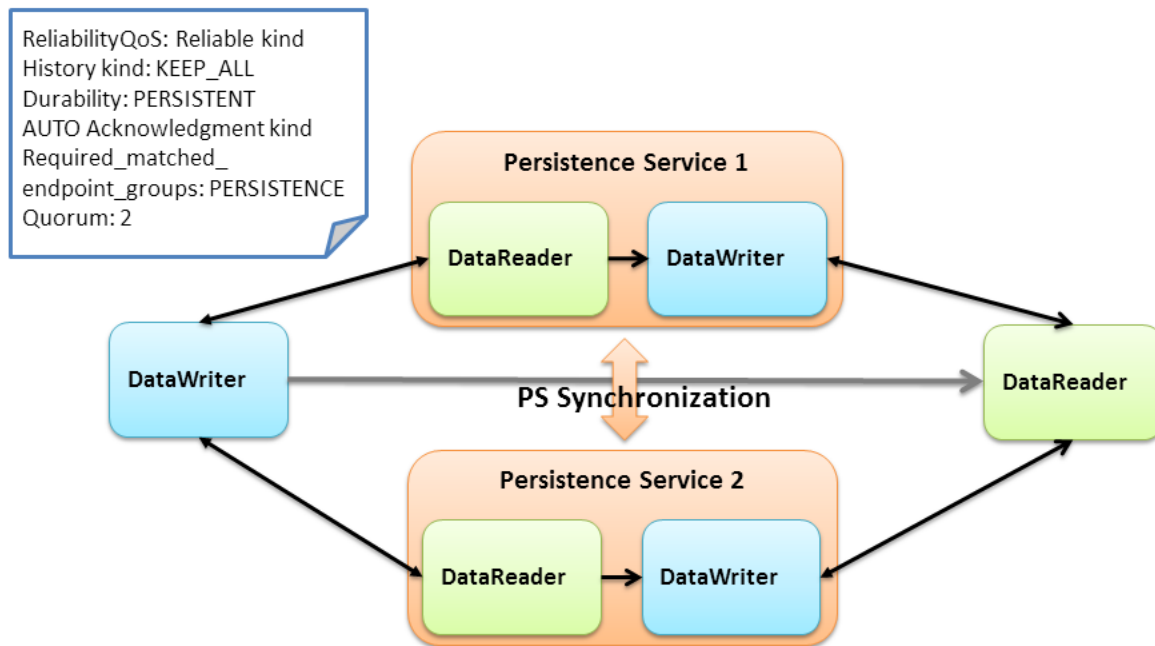 ReliabilityQoS: Reliable kind
History kind: KEEP_ALL
Durability: PERSISTENT
AUTO Acknowledgment kind
Required_matched_
endpoint_groups: PERSISTENCE
Quorum: 2
Persistence Service 1
DataReader
DataWriter
DataWriter
PS Synchronization
DataReader
Persistence Service 2
DataReader
DataWriter